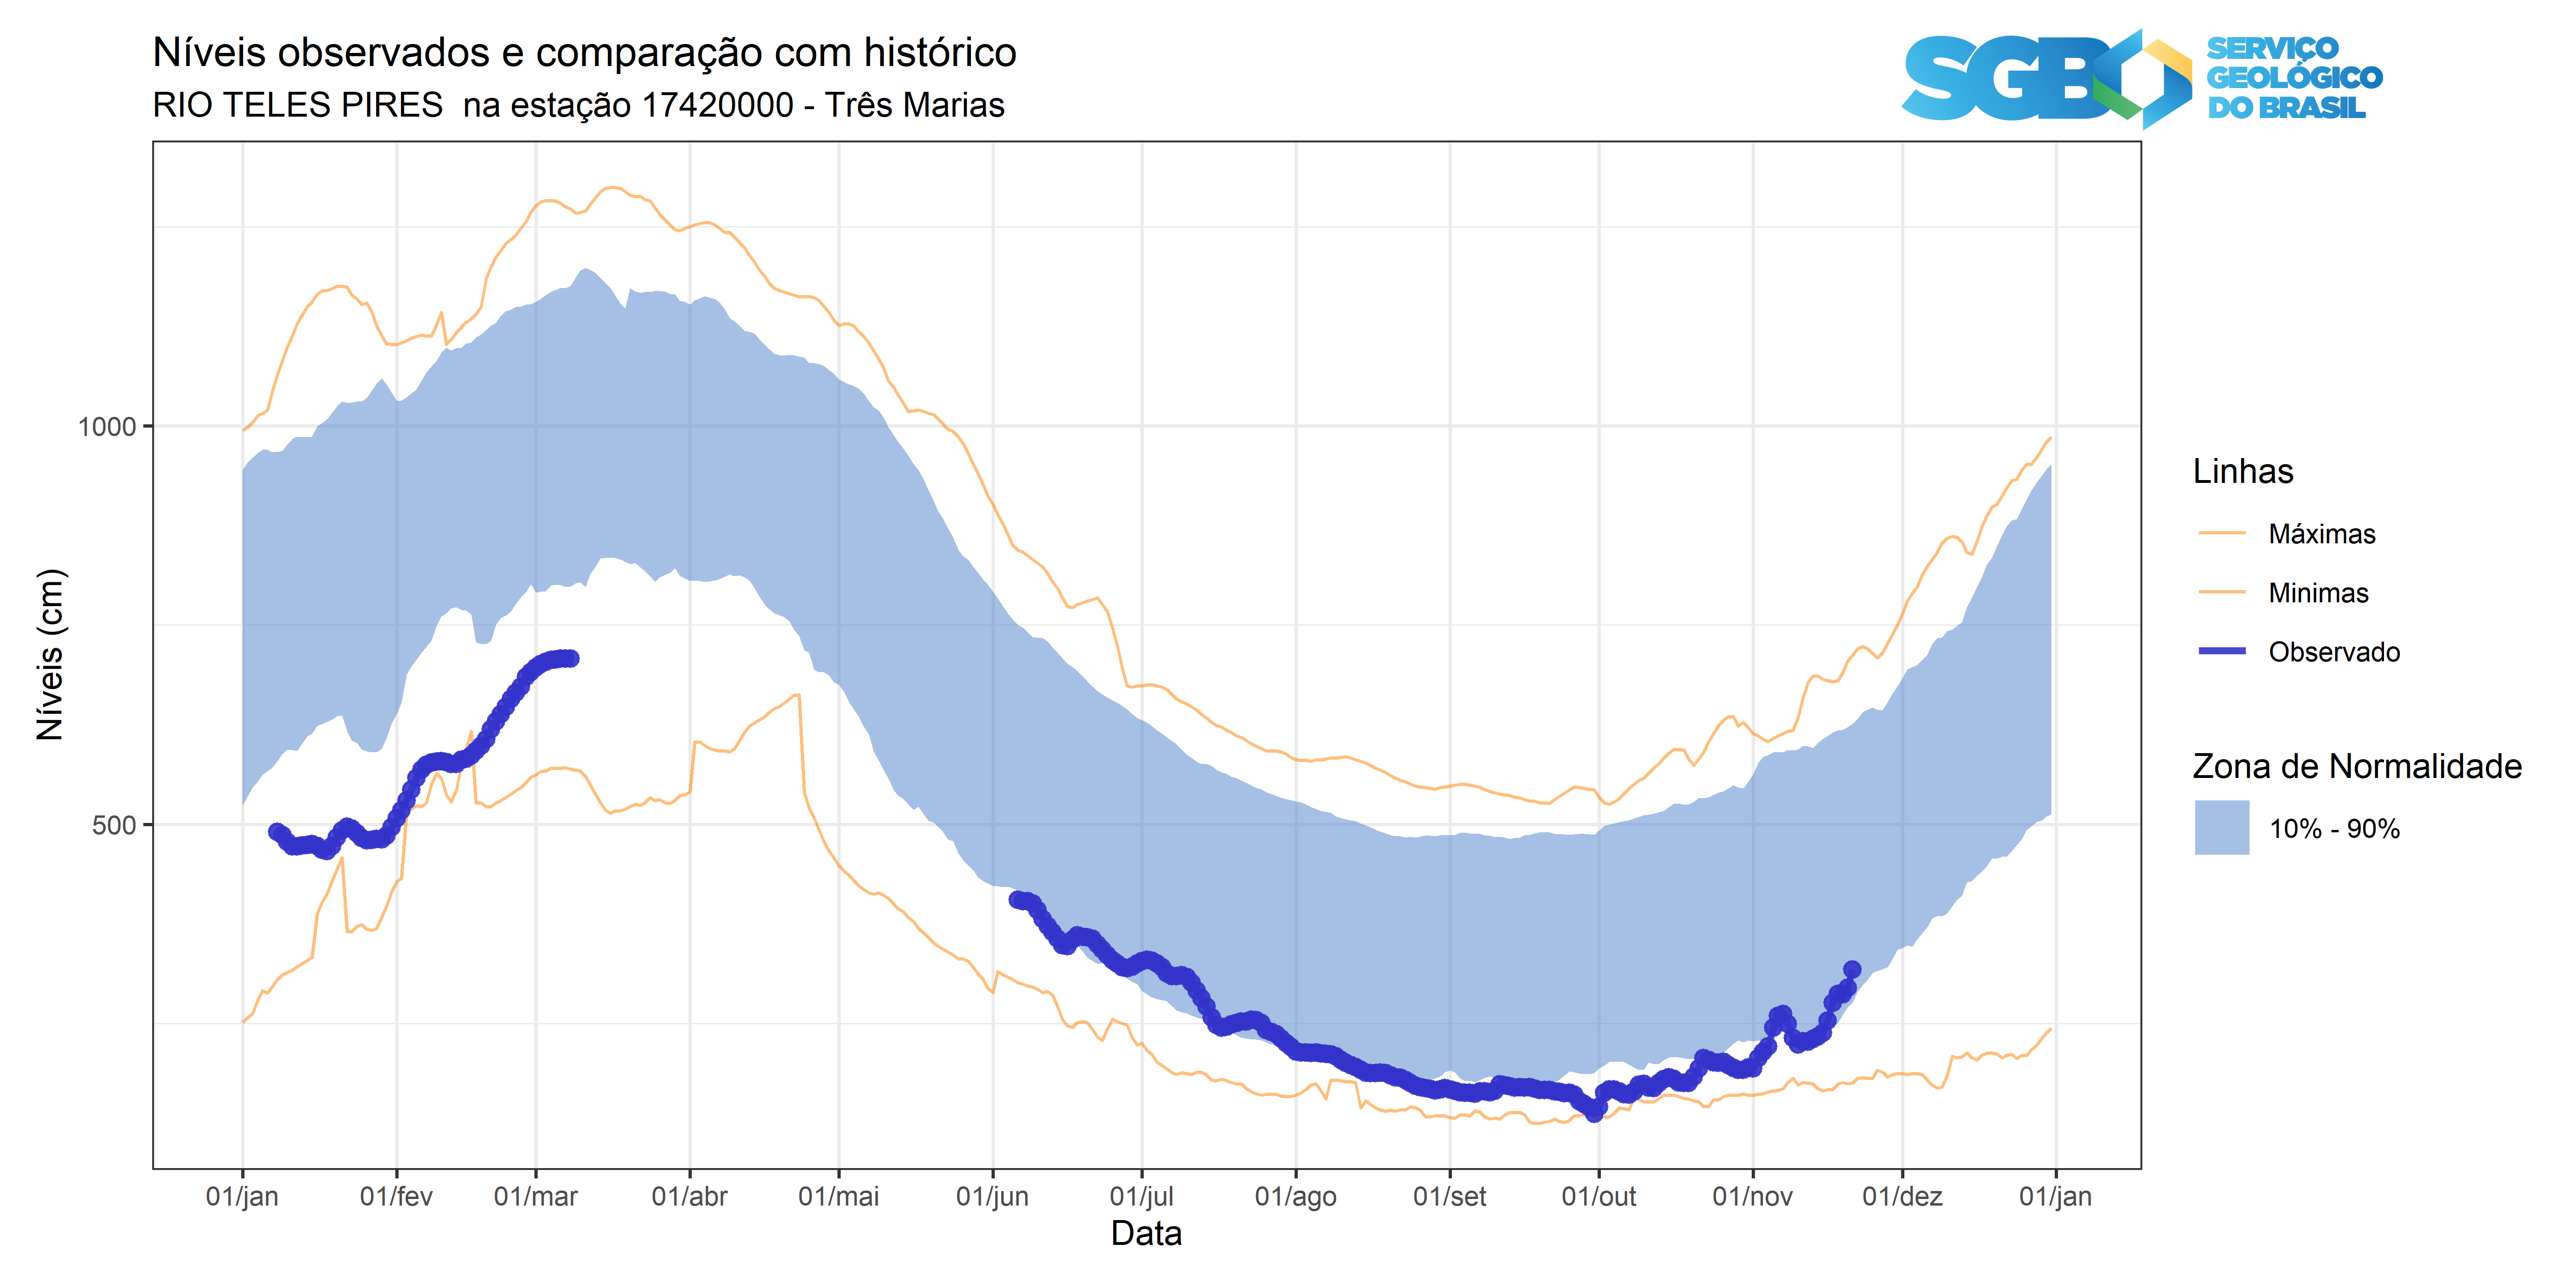 Níveis observados e comparação com histórico
RIO TELES PIRES  na estação 17420000 - Três Marias
SGB
SERVIÇO
GEOLÓGICO
DO BRASIL
Níveis (cm)
1000
500
01/jan
01/fev
01/mar
01/abr
01/mai
01/jun
01/jul
01/ago
01/set
01/out
01/nov
01/dez
01/jan
Data
Linhas
Máximas
Minimas
Observado
Zona de Normalidade
10% - 90%